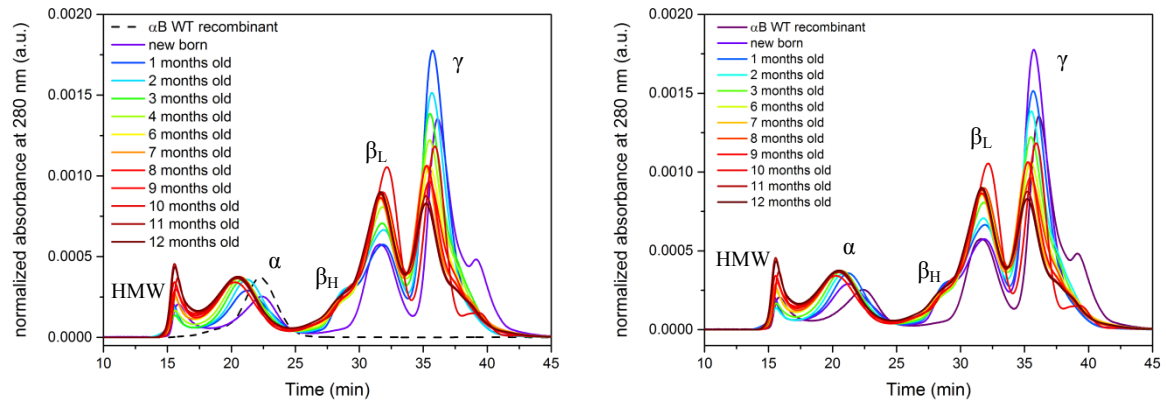 normalized absorbance at 280 nm (a.u.)
0.0020
0.0015
0.0010
0.0005
0.0000
αB WT recombinant
new born
1 months old
2 months old
3 months old
4 months old
6 months old
7 months old
8 months old
9 months old
10 months old
11 months old
12 months old
HMW
α
βH
βL
γ
10 15 20 25 30 35 40 45
Time (min)
normalized absorbance at 280 nm (a.u.)
0.0020
0.0015
0.0010
0.0005
0.0000
αB WT recombinant
new born
1 months old
2 months old
3 months old
6 months old
7 months old
8 months old
9 months old
10 months old
11 months old
12 months old
HMW
α
βH
βL
γ
10 15 20 25 30 35 40 45
Time (min)